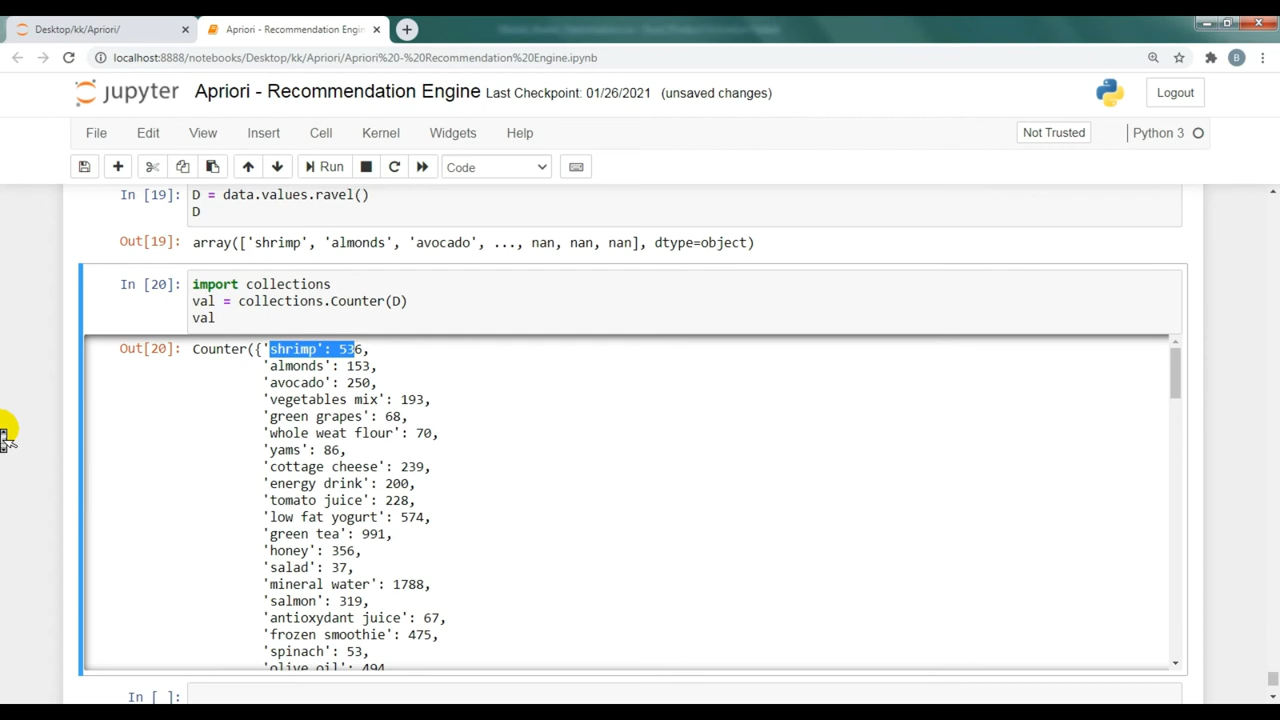 Desktop/kk/Apriori/
Apriori - Recommendation Engin
localhost:8888/notebooks/Desktop/kk/Apriori/Apriori%20-%20Recommendation%20Engine.ipynb
B
jupyter Apriori - Recommendation Engine Last Checkpoint: 01/26/2021 (unsaved changes)
Logout
File Edit View Insert Cell Kernel Widgets Help
Not Trusted
Python 3
Run
Code
In [19]: D = data.values.ravel()
D
Out[19]: array(['shrimp', 'almonds', 'avocado', ..., nan, nan, nan], dtype=object)
In [20]: import collections
val = collections.Counter(D)
val
Out[20]: Counter({'shrimp': 536,
'almonds': 153,
'avocado': 250,
'vegetables mix': 193,
'green grapes': 68,
'whole weat flour': 70,
'yams': 86,
'cottage cheese': 239,
'energy drink': 200,
'tomato juice': 228,
'low fat yogurt': 574,
'green tea': 991,
'honey': 356,
'salad': 37,
'mineral water': 1788,
'salmon': 319,
'antioxydant juice': 67,
'frozen smoothie': 475,
'spinach': 53,
'olive oil': 494
In [ ]: